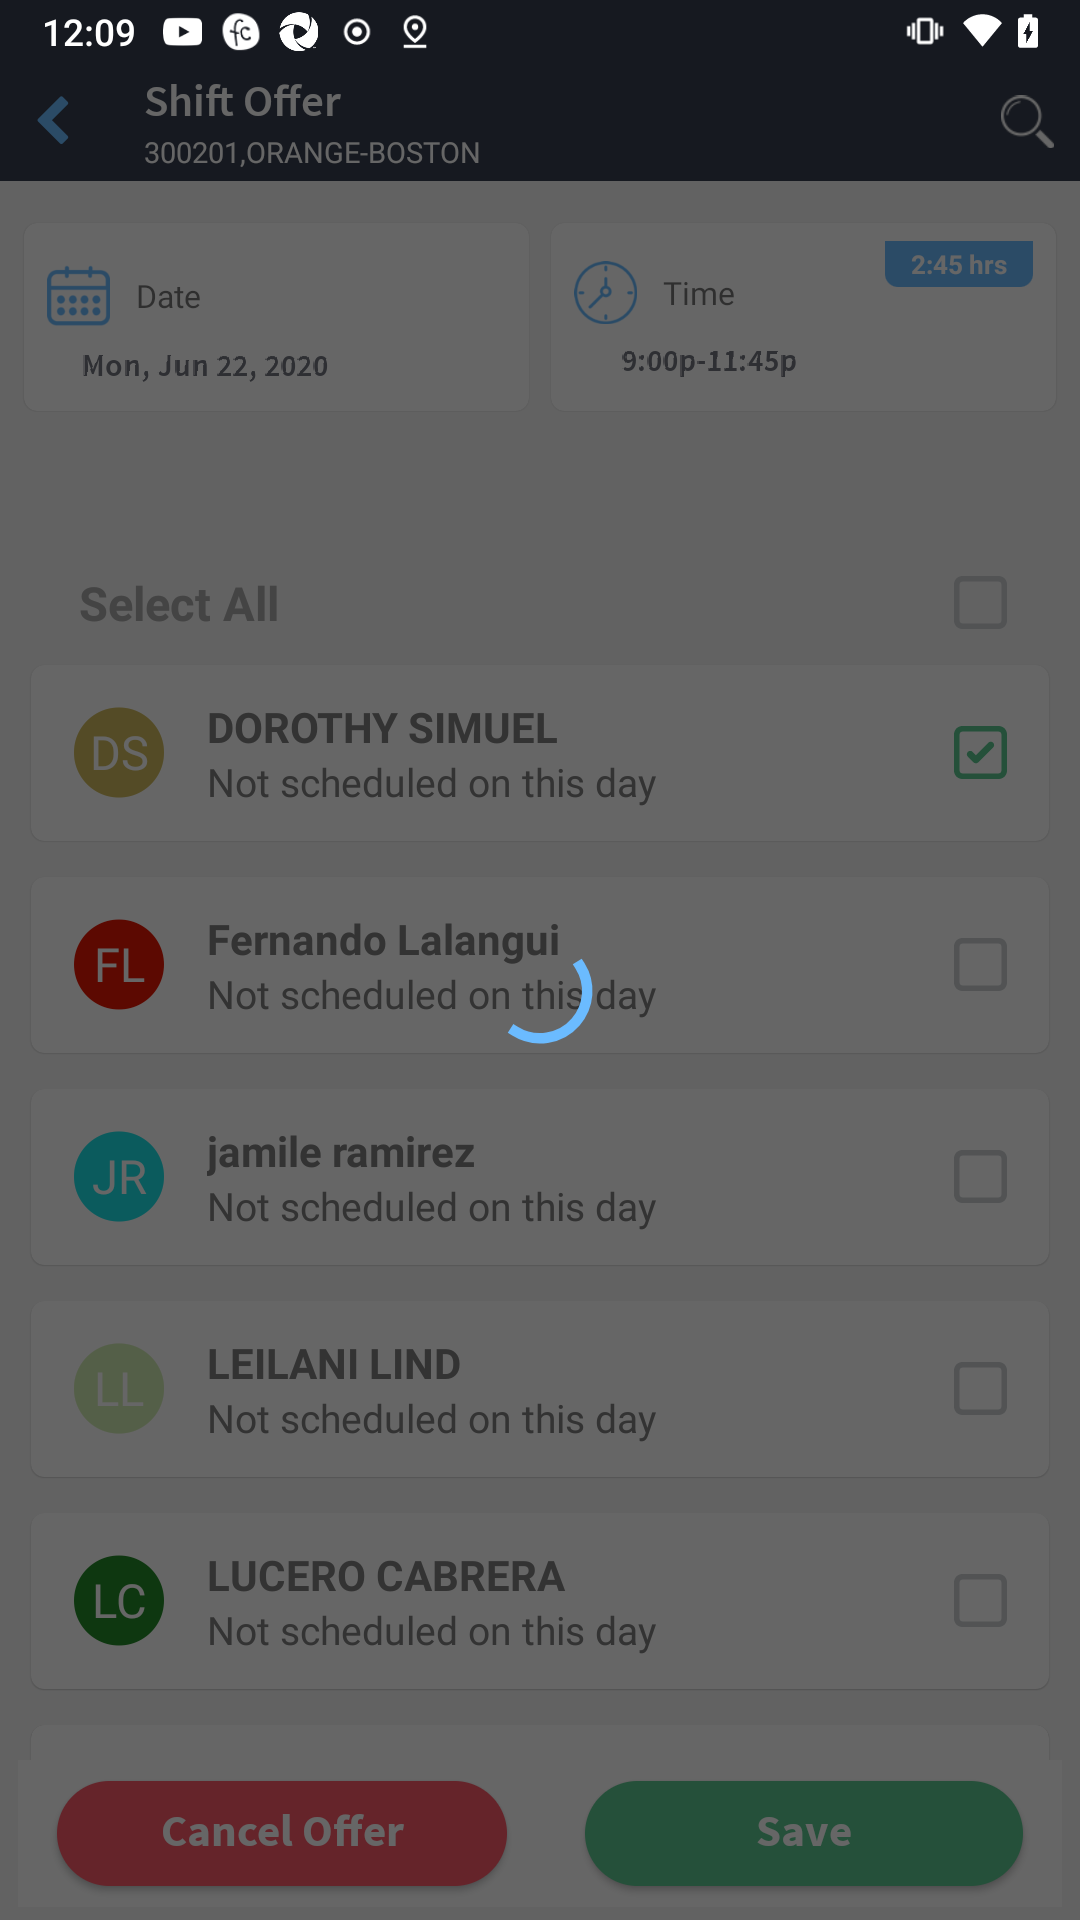 12:09
Shift Offer
300201,ORANGE-BOSTON
Date
Mon, Jun 22, 2020
2:45 hrs
Time
9:00p-11:45p
Select All
DS
DOROTHY SIMUEL
Not scheduled on this day
FL
Fernando Lalangui
Not scheduled on this day
JR
jamile ramirez
Not scheduled on this day
LL
LEILANI LIND
Not scheduled on this day
LC
LUCERO CABRERA
Not scheduled on this day
Cancel Offer
Save